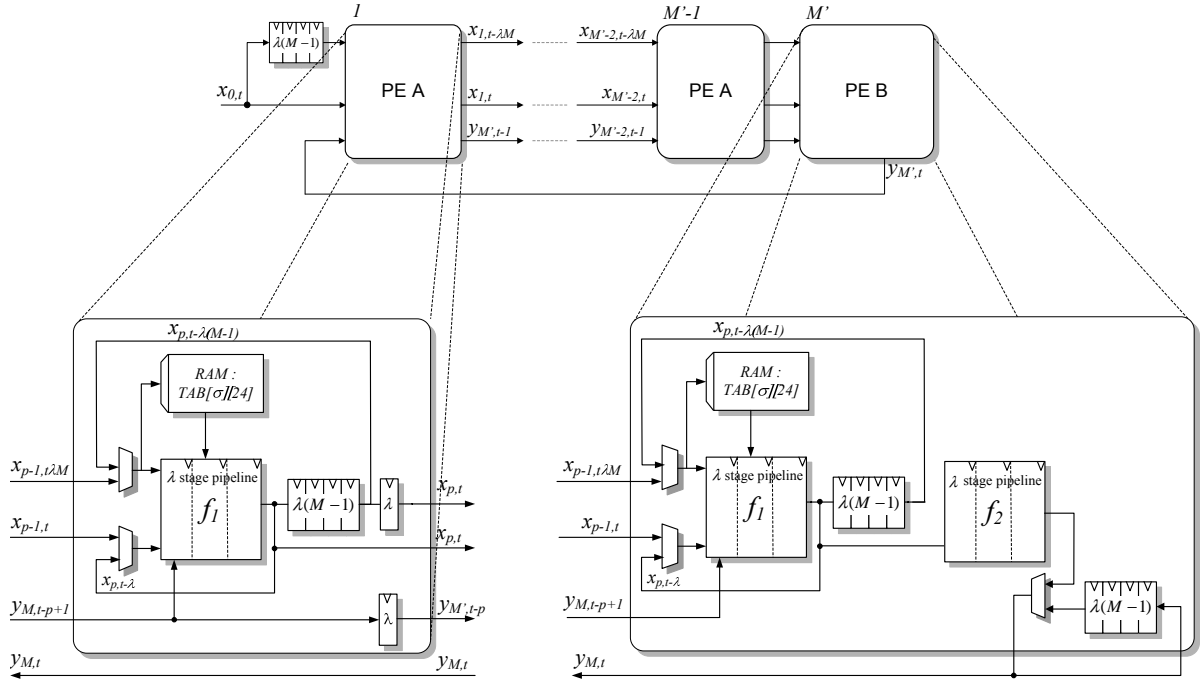 1
M'-1
M'
λ(M−1)
PE A
PE A
PE B
x1,t-λM
xM'-2,t-λM
x0,t
x1,t
xM'-2,t
yM',t-1
yM'-2,t-1
yM',t
xp,t-λ(M-1)
RAM :
TAB[σ][24]
xp-1,tλM
λ stage pipeline
f1
λ(M−1)
λ
xp,t
xp-1,t
xp,t
xp,t-λ
yM,t-p+1
λ
yM',t-p
yM,t
yM,t
xp,t-λ(M-1)
RAM :
TAB[σ][24]
xp-1,tλM
λ stage pipeline
f1
λ(M−1)
λ stage pipeline
f2
xp-1,t
xp,t-λ
yM,t-p+1
λ(M−1)
yM,t